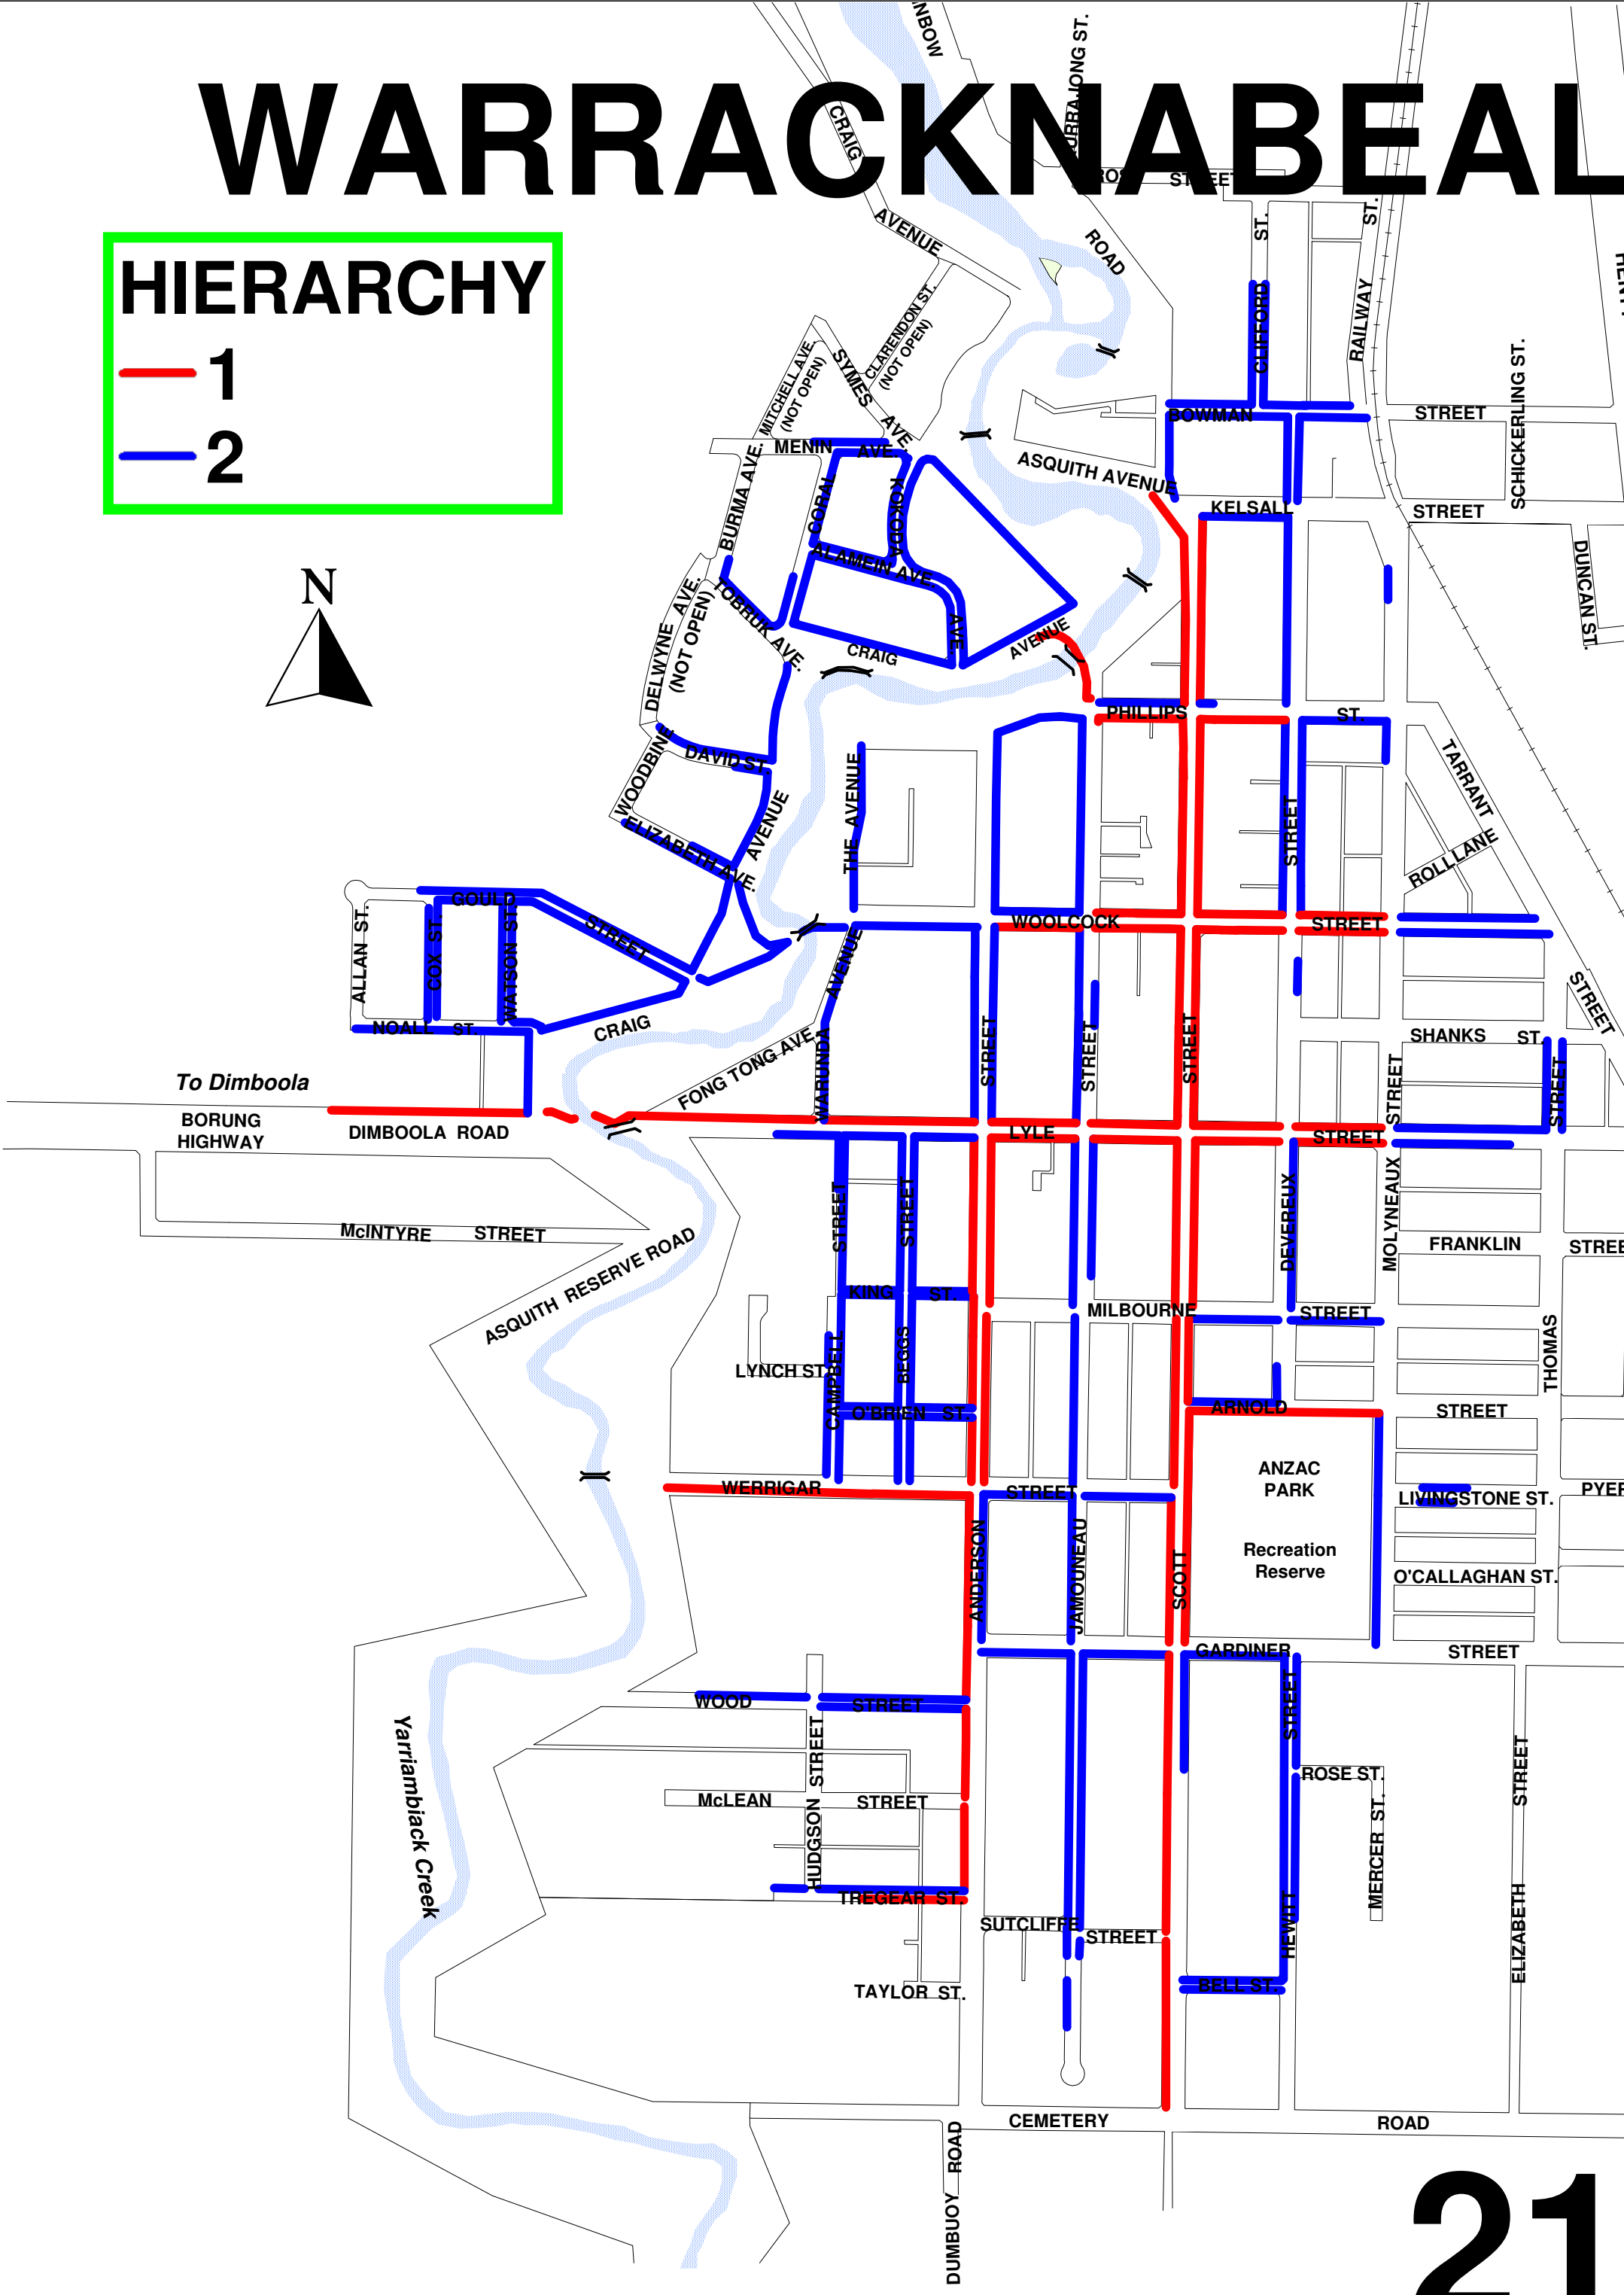 WARRACKNABEAL
HIERARCHY
1
2
N
CRAIG
AVENUE
ROAD
STREET
ST.
ST.
CLIFFORD
RAILWAY
CLARENDON ST.
(NOT OPEN)
MITCHELL AVE.
(NOT OPEN)
SYMES AVE.
MENIN AVE.
BOWMAN STREET
SCHICKERLING ST.
ASQUITH AVENUE
BURMA AVE.
CORAL
KOKODA AVE
KELSALL STREET
ALAMEIN AVE.
DUNCAN ST.
TOBRUK AVE.
DELWYNE AVE.
(NOT OPEN)
CRAIG AVENUE
PHILLIPS ST.
WOODBINE
DAVID ST.
TARRANT STREET
THE AVENUE
AVENUE
STREET
ELIZABETH AVE.
ROLLLANE
GOULD STREET
WOOLCOCK STREET
ALLAN ST.
COX ST.
WATSON ST.
AVENUE
WARUNDA
NOALL ST.
CRAIG
FONG TONG AVE.
STREET
STREET
STREET
STREET
STREET
SHANKS ST.
To Dimboola
BORUNG
HIGHWAY
DIMBOOLA ROAD
LYLE STREET
McINTYRE STREET
ASQUITH RESERVE ROAD
STREET
STREET
DEVEREUX
MOLYNEAUX
FRANKLIN
KING ST.
MILBOURNE STREET
CAMPBELL
BEGGS
LYNCH ST.
THOMAS
O'BRIEN ST.
ARNOLD STREET
ANZAC
PARK
WERRIGAR STREET
LIVINGSTONE ST.
ANDERSON
JAMOUNEAU
SCOTT
Recreation
Reserve
O'CALLAGHAN ST.
GARDINER STREET
WOOD STREET
STREET
STREET
Yarriambiack Creek
HUDGSON STREET
ROSE ST.
McLEAN STREET
MERCER ST.
TREGEAR ST.
HEWITT
ELIZABETH
SUTCLIFFE STREET
BELL ST.
TAYLOR ST.
CEMETERY ROAD
DUMBUOY ROAD
21